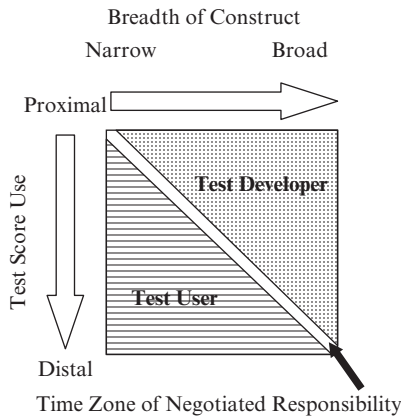 Breadth of Construct
Narrow Broad
Proximal
Test Developer
Test Score Use
Test User
Distal
Time Zone of Negotiated Responsibility